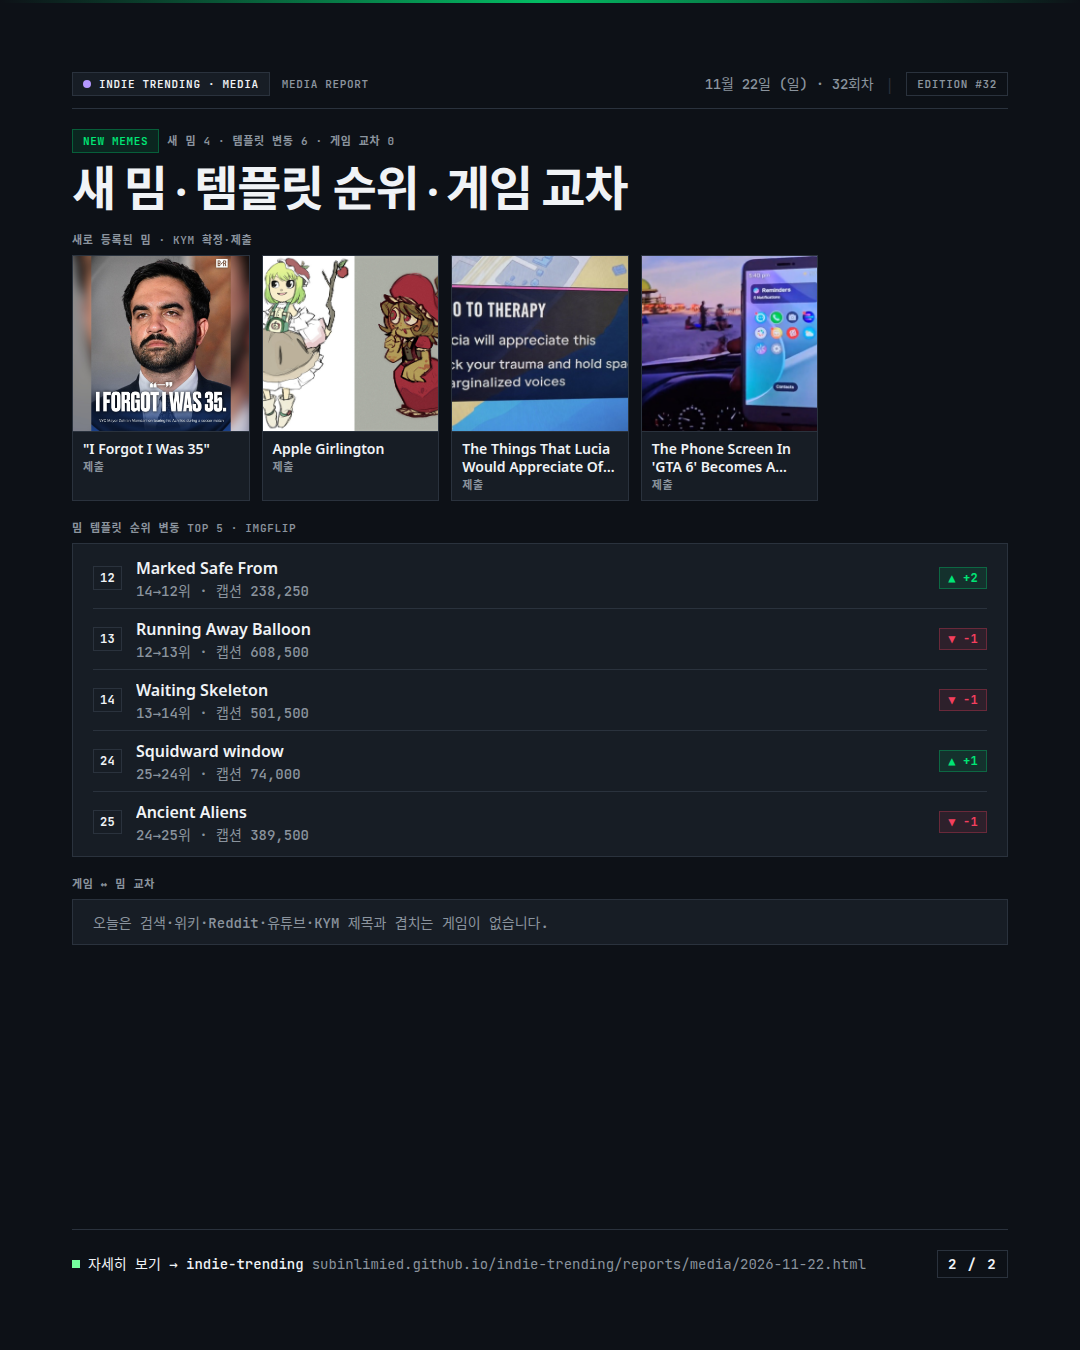 INDIE TRENDING · MEDIA
MEDIA REPORT
11월 22일 (일) · 32회차
EDITION #32
NEW MEMES
새 밈 4 · 템플릿 변동 6 · 게임 교차 0
새 밈·템플릿 순위·게임 교차
새로 등록된 밈 · KYM 확정·제출
B/R
I FORGOT I WAS 35.
"I Forgot I Was 35"
제출
Apple Girlington
제출
O TO THERAPY
cia will appreciate this
ck your trauma and hold spa
arginalized voices
The Things That Lucia
Would Appreciate Of...
제출
Reminders
Contacts
The Phone Screen In
'GTA 6' Becomes A...
제출
밈 템플릿 순위 변동 TOP 5 · IMGFLIP
12
Marked Safe From
14→12위 · 캡션 238,250
▲ +2
13
Running Away Balloon
12→13위 · 캡션 608,500
▼ -1
14
Waiting Skeleton
13→14위 · 캡션 501,500
▼ -1
24
Squidward window
25→24위 · 캡션 74,000
▲ +1
25
Ancient Aliens
24→25위 · 캡션 389,500
▼ -1
게임 ↔ 밈 교차
오늘은 검색·위키·Reddit·유튜브·KYM 제목과 겹치는 게임이 없습니다.
자세히 보기 → indie-trending subinlimied.github.io/indie-trending/reports/media/2026-11-22.html
2 / 2